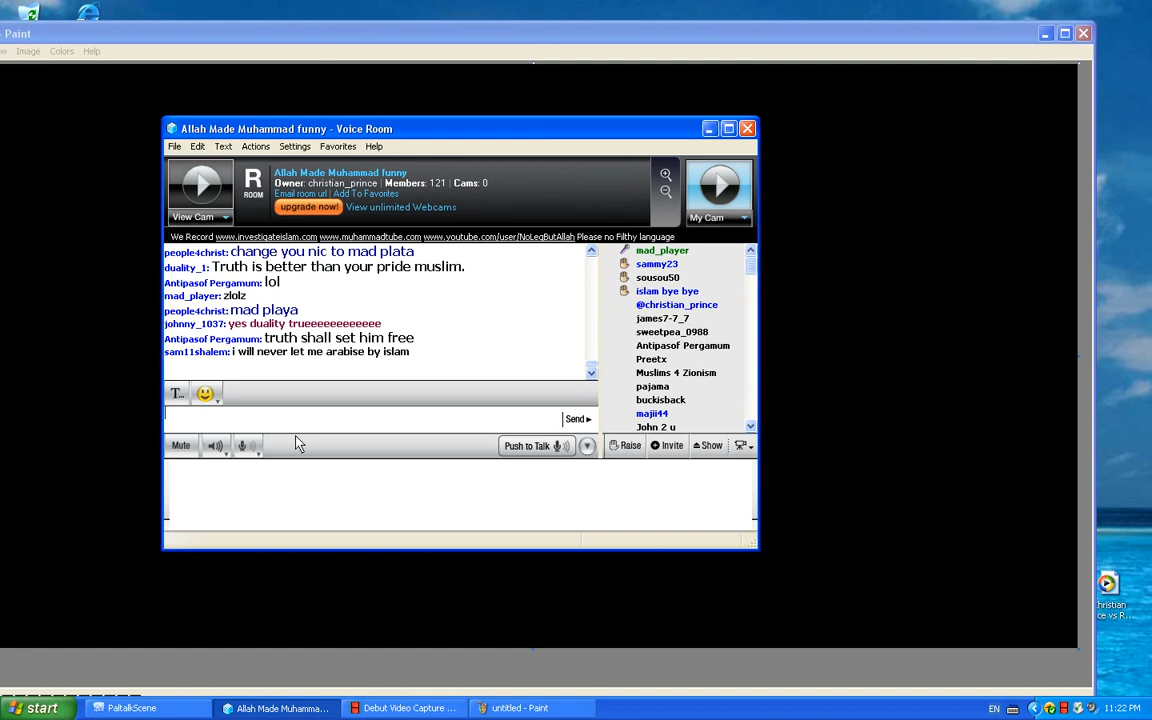 - Paint
Image Colors Help
Allah Made Muhammad funny - Voice Room
File Edit Text Actions Settings Favorites Help
R
ROOM
Allah Made Muhammad funny
Owner: christian_prince | Members: 121 | Cams: 0
Email room url | Add To Favorites
upgrade now! View unlimited Webcams
View Cam
My Cam
We Record www.investigateislam.com www.muhammadtube.com www.youtube.com/user/NoLegButAllah Please no Filthy language
people4christ: change you nic to mad plata
duality_1: Truth is better than your pride muslim.
Antipasof Pergamum: lol
mad_player: zlolz
people4christ: mad playa
johnny_1037: yes duality trueeeeeeeeeeee
Antipasof Pergamum: truth shall set him free
sam11shalem: i will never let me arabise by islam
mad_player
sammy23
sousou50
islam bye bye
@christian_prince
james7-7_7
sweetpea_0988
Antipasof Pergamum
Preetx
Muslims 4 Zionism
pajama
buckisback
majii44
John 2 u
T...
Send
Mute
Push to Talk
Raise Invite Show
start
PaltalkScene
Allah Made Muhamma...
Debut Video Capture ...
untitled - Paint
EN
11:22 PM